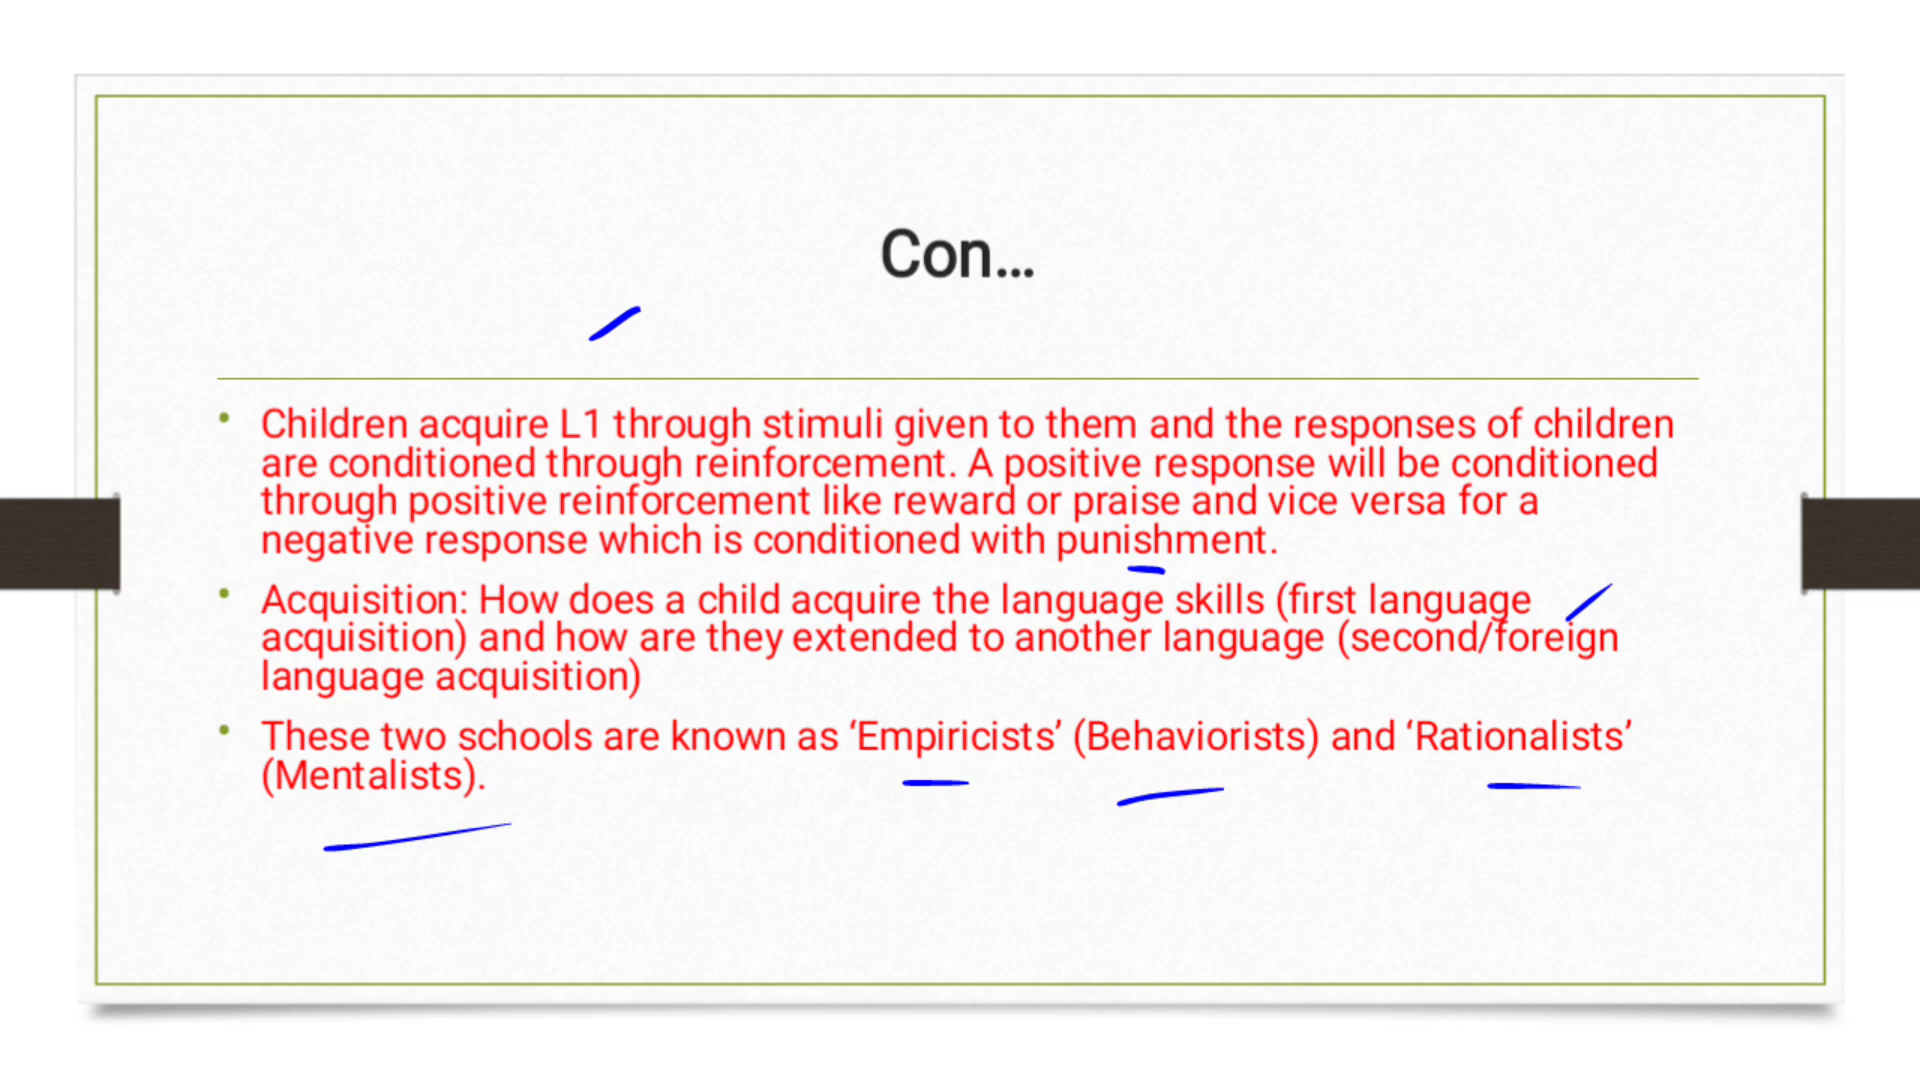 Con...
• Children acquire L1 through stimuli given to them and the responses of children
are conditioned through reinforcement. A positive response will be conditioned
through positive reinforcement like reward or praise and vice versa for a
negative response which is conditioned with punishment.
• Acquisition: How does a child acquire the language skills (first language
acquisition) and how are they extended to another language (second/foreign
language acquisition)
• These two schools are known as ‘Empiricists’ (Behaviorists) and ‘Rationalists’
(Mentalists).